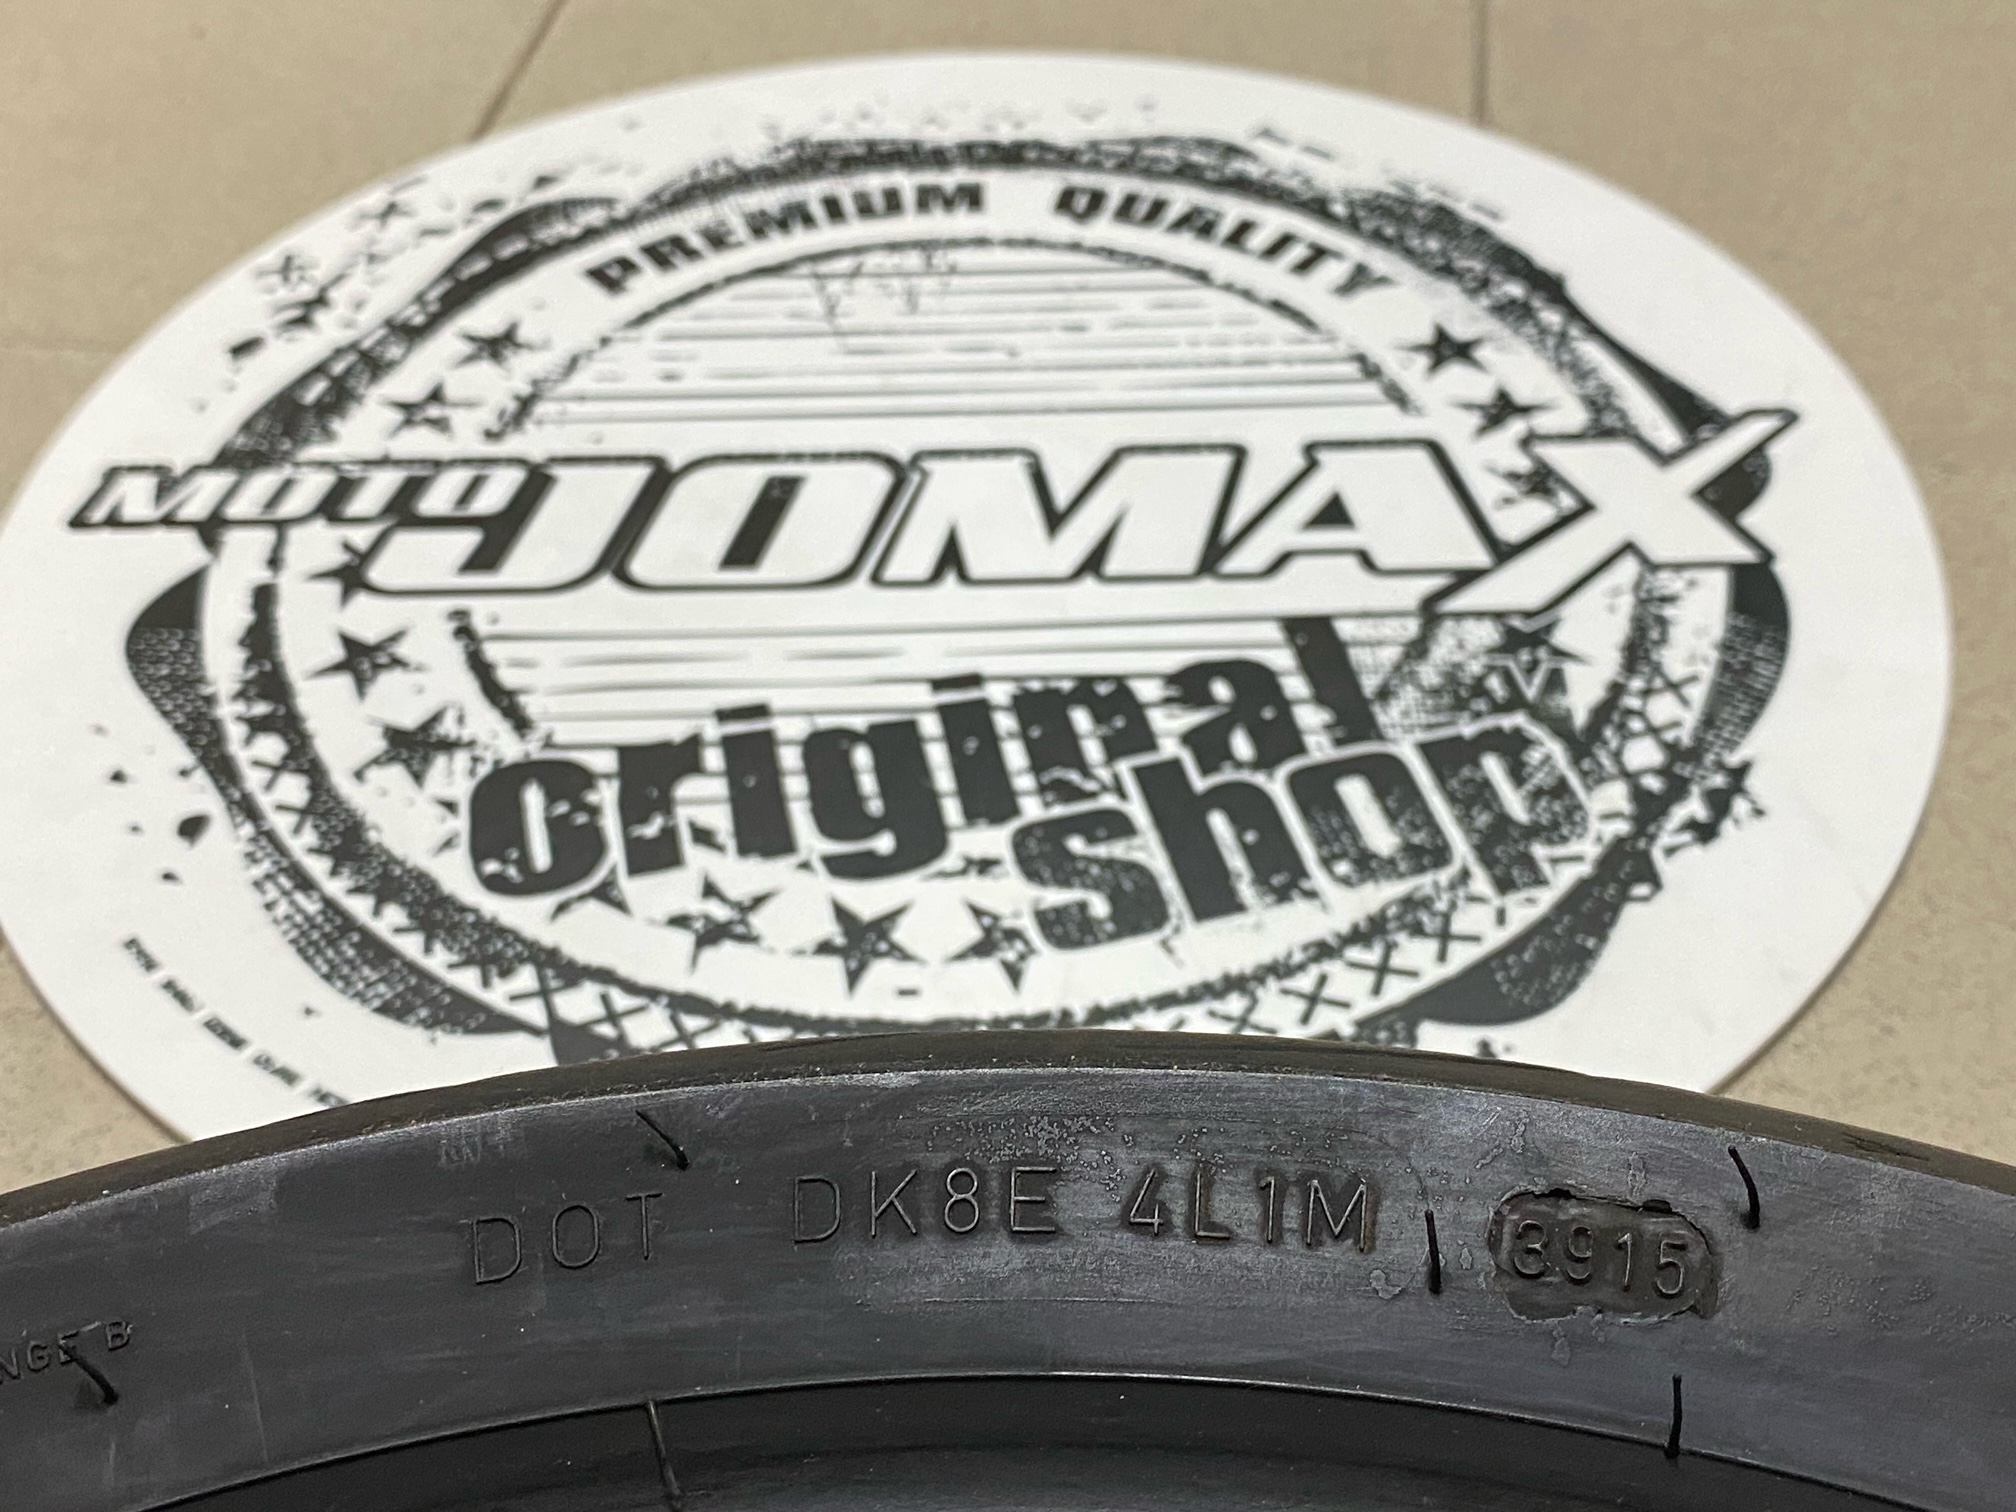 PREMIUM QUALITY
MOTO JOMAX
original
shop
DOT DK8E 4L1M 3915